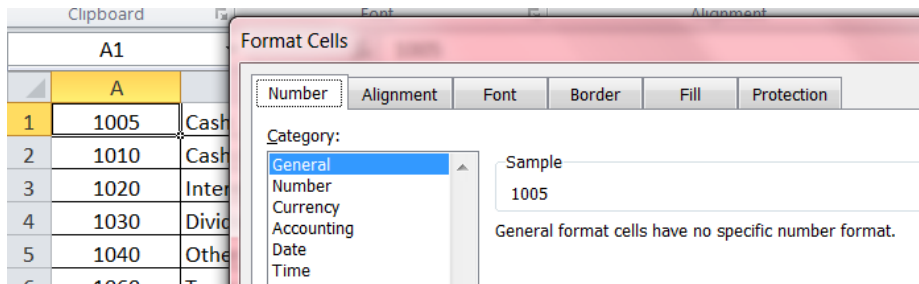 Clipboard Font Alignment
A1
Format Cells
A
1 1005 Cash
2 1010 Cash
3 1020 Inter
4 1030 Divid
5 1040 Othe
Number Alignment Font Border Fill Protection
Category:
General
Number
Currency
Accounting
Date
Time
Sample
1005
General format cells have no specific number format.